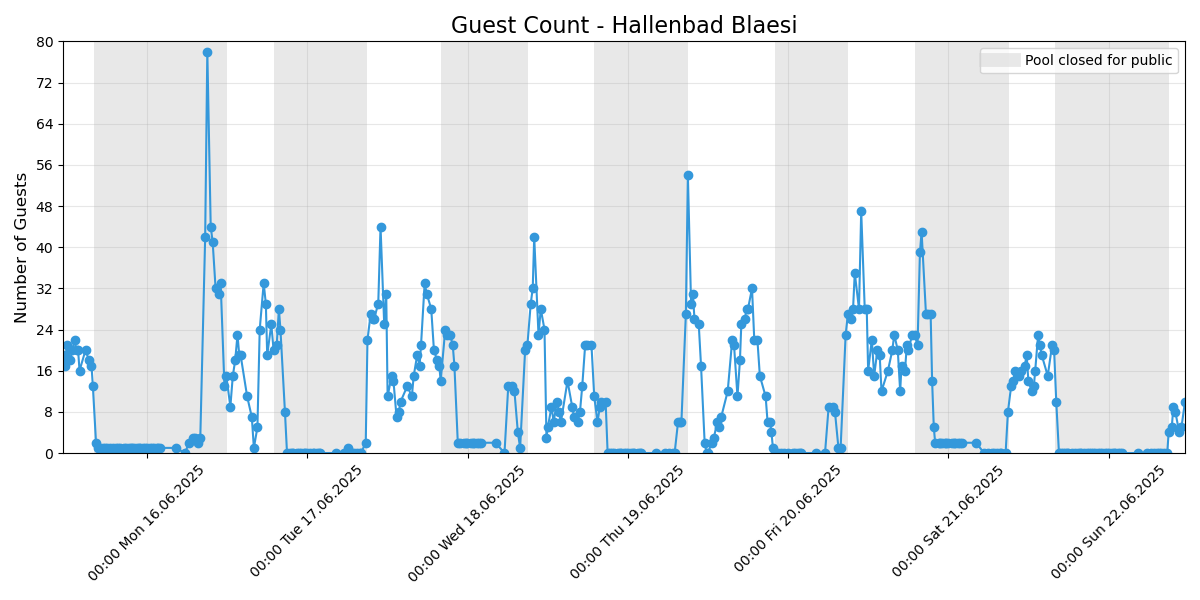 Guest Count - Hallenbad Blaesi
Pool closed for public
Number of Guests
80
72
64
56
48
40
32
24
16
8
0
00:00 Mon 16.06.2025
00:00 Tue 17.06.2025
00:00 Wed 18.06.2025
00:00 Thu 19.06.2025
00:00 Fri 20.06.2025
00:00 Sat 21.06.2025
00:00 Sun 22.06.2025